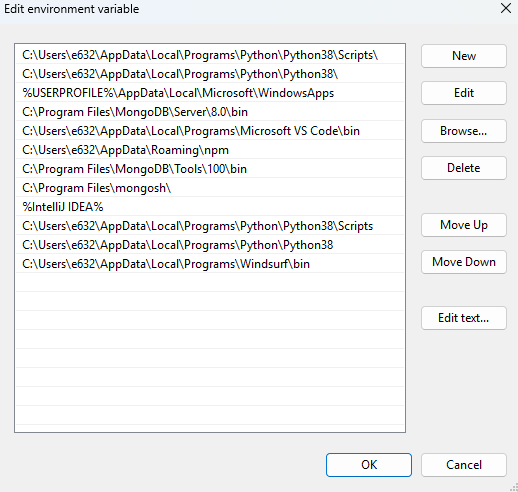 Edit environment variable
C:\Users\e632\AppData\Local\Programs\Python\Python38\Scripts\
C:\Users\e632\AppData\Local\Programs\Python\Python38\
%USERPROFILE%\AppData\Local\Microsoft\WindowsApps
C:\Program Files\MongoDB\Server\8.0\bin
C:\Users\e632\AppData\Local\Programs\Microsoft VS Code\bin
C:\Users\e632\AppData\Roaming\npm
C:\Program Files\MongoDB\Tools\100\bin
C:\Program Files\mongosh\
%IntelliJ IDEA%
C:\Users\e632\AppData\Local\Programs\Python\Python38\Scripts
C:\Users\e632\AppData\Local\Programs\Python\Python38
C:\Users\e632\AppData\Local\Programs\Windsurf\bin
New
Edit
Browse...
Delete
Move Up
Move Down
Edit text...
OK
Cancel